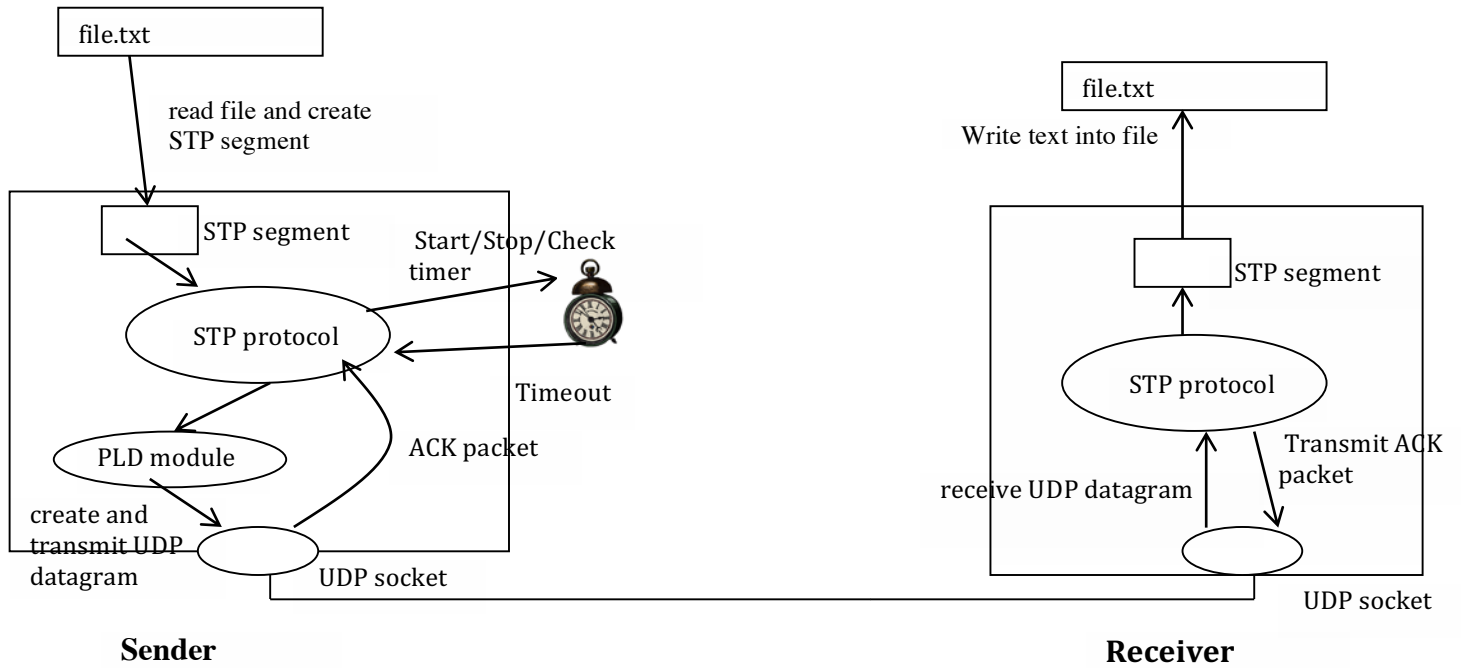 file.txt
read file and create
STP segment
STP segment
Start/Stop/Check
timer
STP protocol
Timeout
PLD module
ACK packet
create and
transmit UDP
datagram
UDP socket
Sender
file.txt
Write text into file
STP segment
STP protocol
Transmit ACK
packet
receive UDP datagram
UDP socket
Receiver